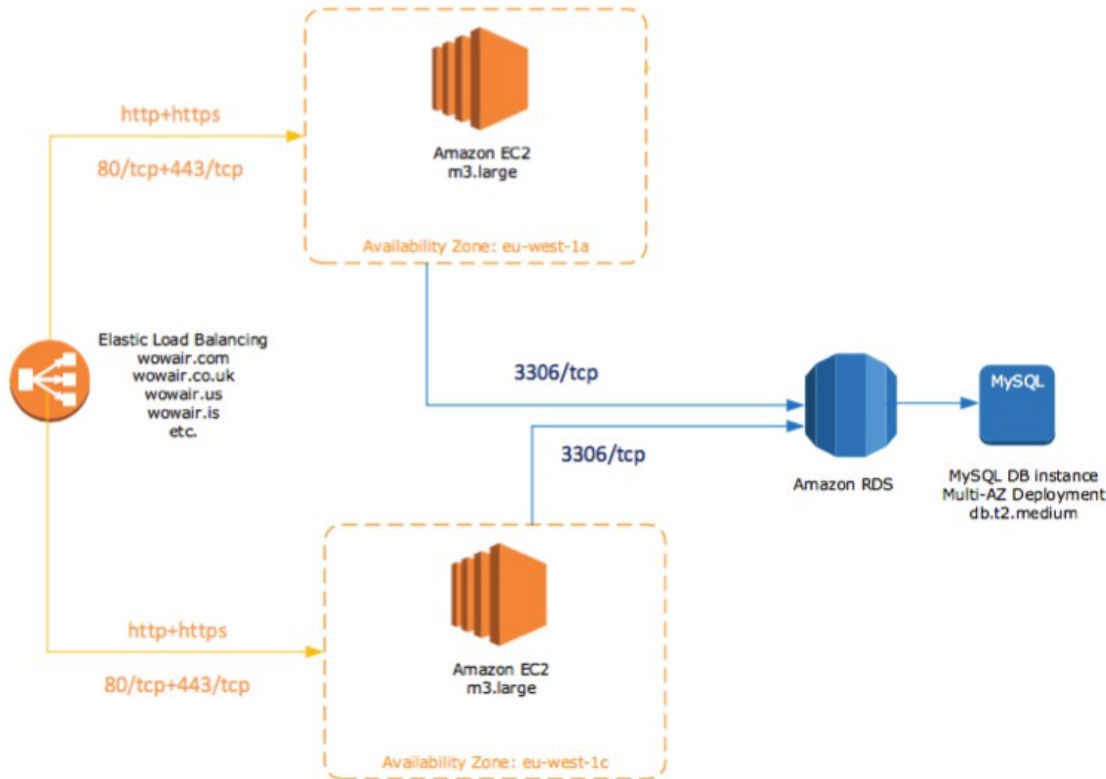 http+https
80/tcp+443/tcp
Amazon EC2
m3.large
Availability Zone: eu-west-1a
Elastic Load Balancing
wowair.com
wowair.co.uk
wowair.us
wowair.is
etc.
3306/tcp
3306/tcp
MySQL
Amazon RDS
MySQL DB instance
Multi-AZ Deployment
db.t2.medium
http+https
80/tcp+443/tcp
Amazon EC2
m3.large
Availability Zone: eu-west-1c